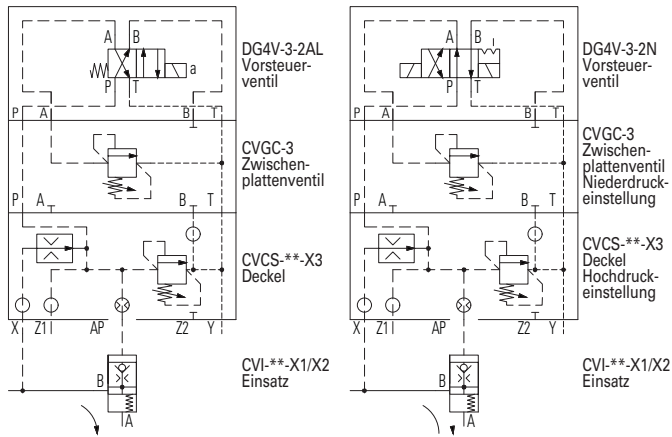 A B
DG4V-3-2AL
Vorsteuer-
ventil
a
P T
P A B T
CVGC-3
Zwischen-
plattenventil
P A B T
CVCS-**-X3
Deckel
X Z1 AP Z2 Y
CVI-**-X1/X2
Einsatz
B
A
A B
DG4V-3-2N
Vorsteuer-
ventil
P T
P A B T
CVGC-3
Zwischen-
plattenventil
Niederdruck-
einstellung
P A B T
CVCS-**-X3
Deckel
Hochdruck-
einstellung
X Z1 AP Z2 Y
CVI-**-X1/X2
Einsatz
B
A